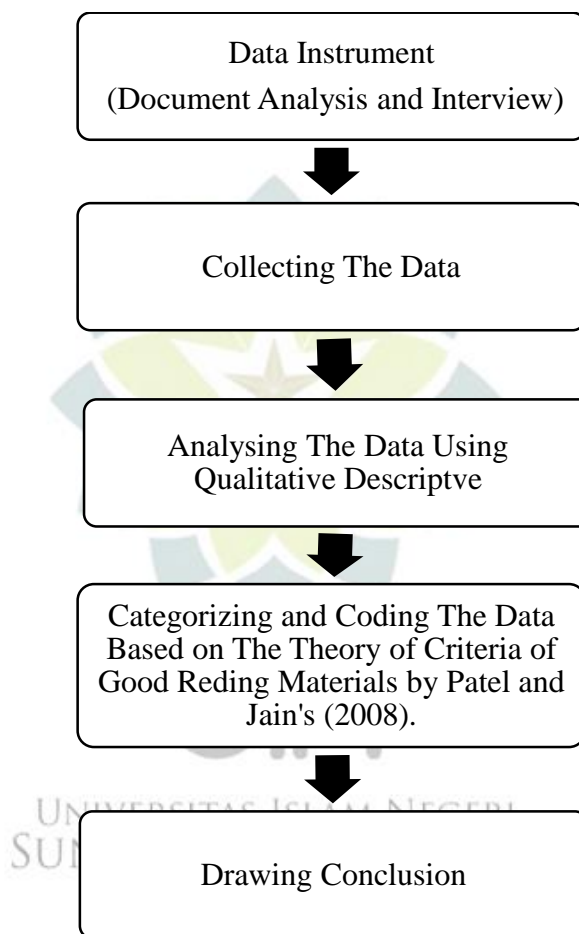 Data Instrument
(Document Analysis and Interview)
Collecting The Data
Analysing The Data Using
Qualitative Descriptve
Categorizing and Coding The Data
Based on The Theory of Criteria of
Good Reding Materials by Patel and
Jain's (2008).
UNIVERSITAS ISLAM NEGERI
SUN
Drawing Conclusion